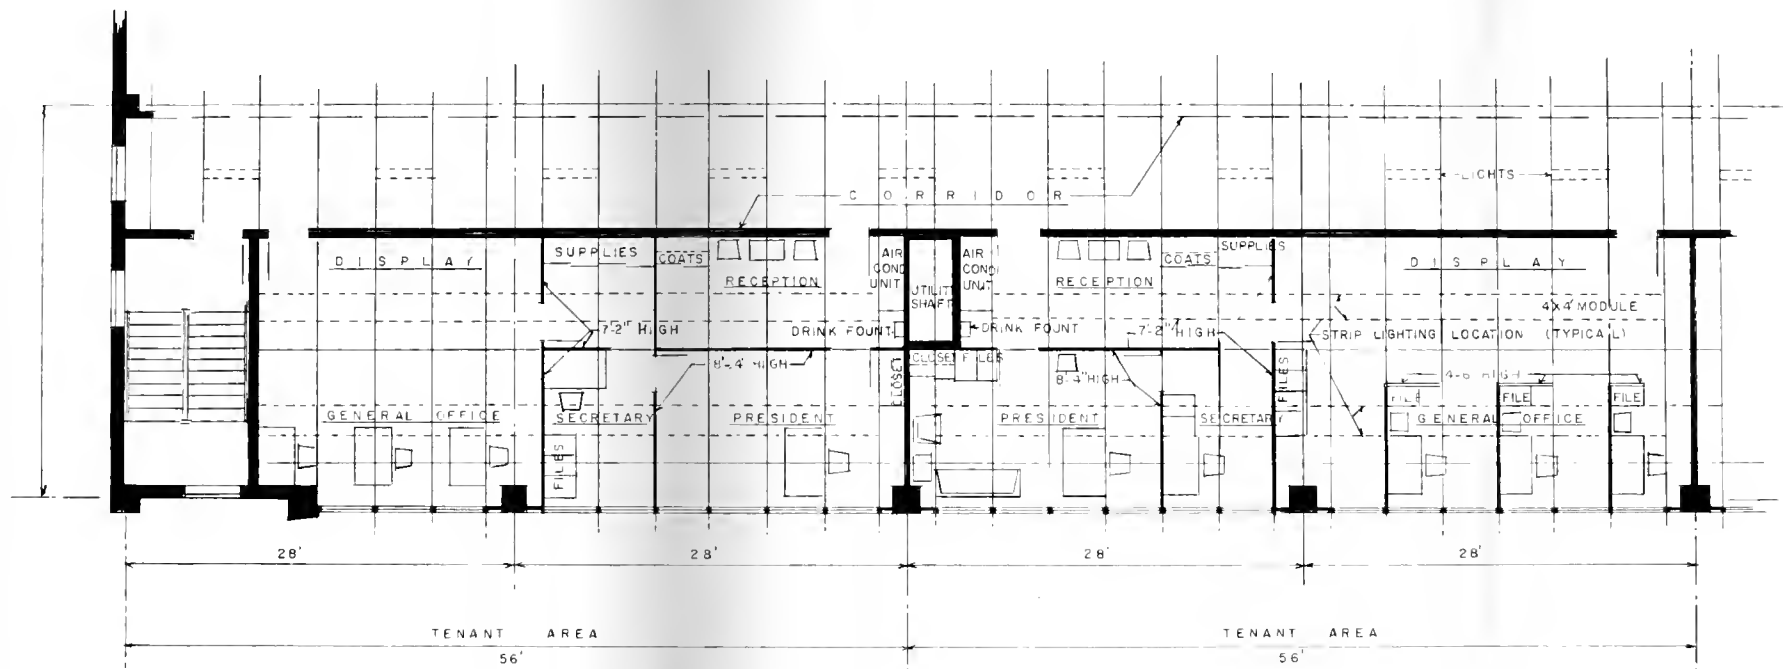 LIGHTS
CORRIDOR
SUPPLIES
SUPPLIES
COATS
COATS
AIR
COND
UNIT
AIR
COND
UNIT
DISPLAY
DISPLAY
RECEPTION
RECEPTION
UTILITY
SHAFT
4X4' MODULE
7'-2" HIGH
DRINK FOUNT
DRINK FOUNT
7'-2" HIGH
STRIP LIGHTING LOCATION (TYPICAL)
8'-4" HIGH
CLOSET
CLOSET
FILES
8'-4" HIGH
FILES
4-6 HIGH
FILE
FILE
FILE
GENERAL OFFICE
SECRETARY
PRESIDENT
PRESIDENT
SECRETARY
GENERAL OFFICE
FILES
28'
28'
28'
28'
TENANT AREA
TENANT AREA
56'
56'